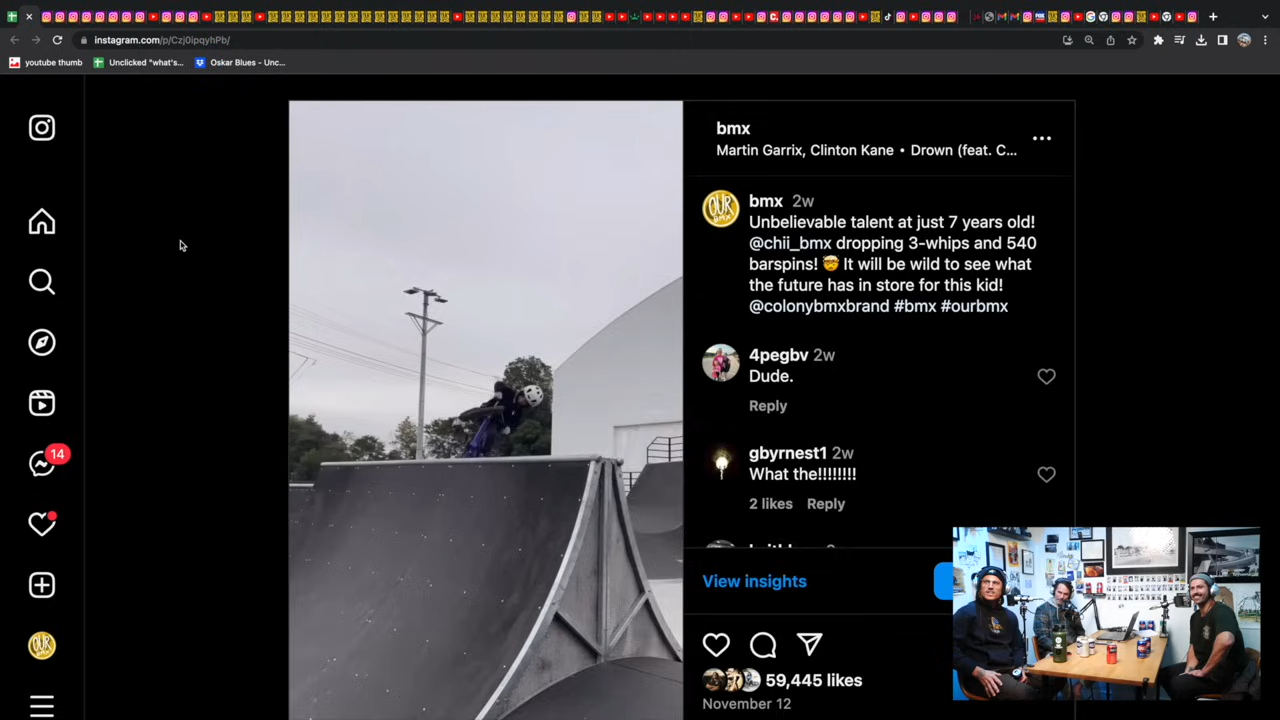 instagram.com/p/Czj0ipqyhPb/
youtube thumb
Unclicked "what's...
Oskar Blues - Unc...
bmx
Martin Garrix, Clinton Kane • Drown (feat. C...
OUR BMX
bmx 2w
Unbelievable talent at just 7 years old!
@chii_bmx dropping 3-whips and 540
barspins! 🤯 It will be wild to see what
the future has in store for this kid!
@colonybmxbrand #bmx #ourbmx
4pegbv 2w
Dude.
Reply
gbyrnest1 2w
What the!!!!!!!!
2 likes Reply
14
View insights
OUR
59,445 likes
November 12